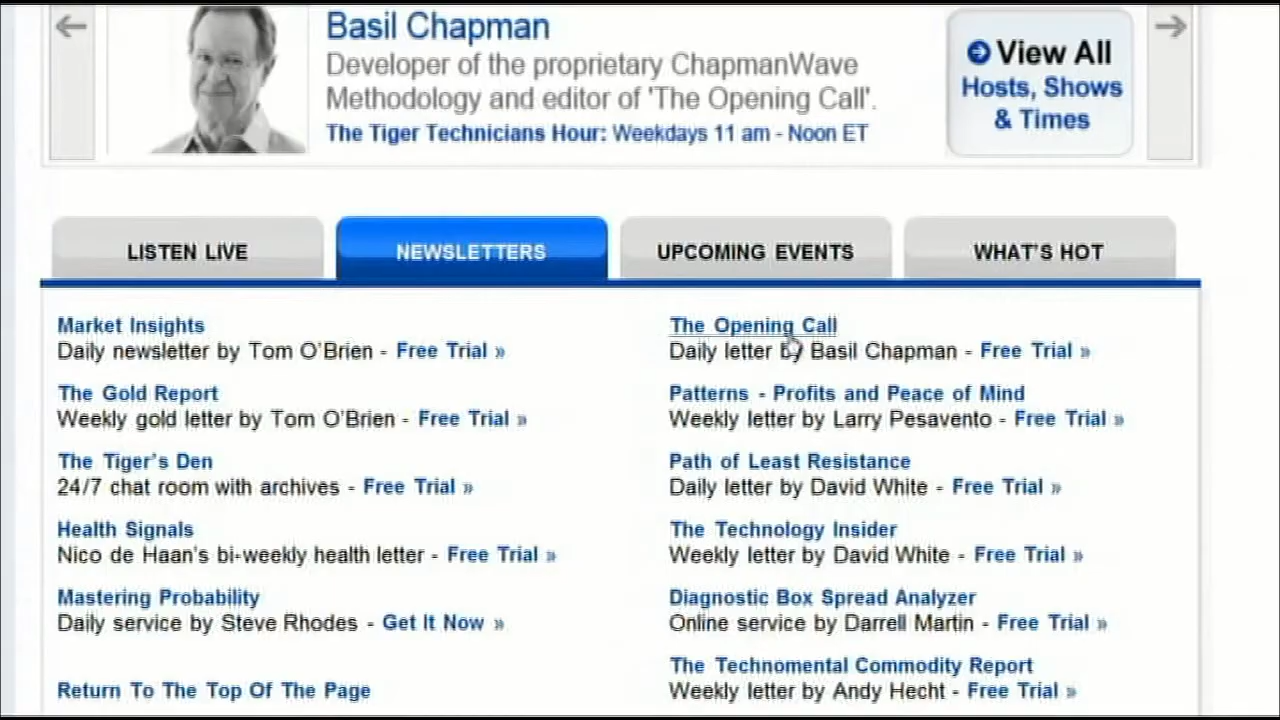 Basil Chapman
Developer of the proprietary ChapmanWave
Methodology and editor of 'The Opening Call'.
The Tiger Technicians Hour: Weekdays 11 am - Noon ET
View All
Hosts, Shows
& Times
LISTEN LIVE
NEWSLETTERS
UPCOMING EVENTS
WHAT'S HOT
Market Insights
Daily newsletter by Tom O'Brien - Free Trial »
The Gold Report
Weekly gold letter by Tom O'Brien - Free Trial »
The Tiger's Den
24/7 chat room with archives - Free Trial »
Health Signals
Nico de Haan's bi-weekly health letter - Free Trial »
Mastering Probability
Daily service by Steve Rhodes - Get It Now »
Return To The Top Of The Page
The Opening Call
Daily letter by Basil Chapman - Free Trial »
Patterns - Profits and Peace of Mind
Weekly letter by Larry Pesavento - Free Trial »
Path of Least Resistance
Daily letter by David White - Free Trial »
The Technology Insider
Weekly letter by David White - Free Trial »
Diagnostic Box Spread Analyzer
Online service by Darrell Martin - Free Trial »
The Technomental Commodity Report
Weekly letter by Andy Hecht - Free Trial »